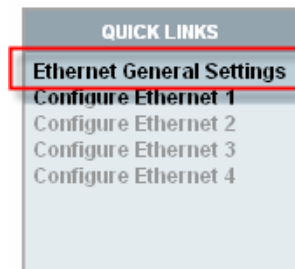 QUICK LINKS
Ethernet General Settings
Configure Ethernet 1
Configure Ethernet 2
Configure Ethernet 3
Configure Ethernet 4